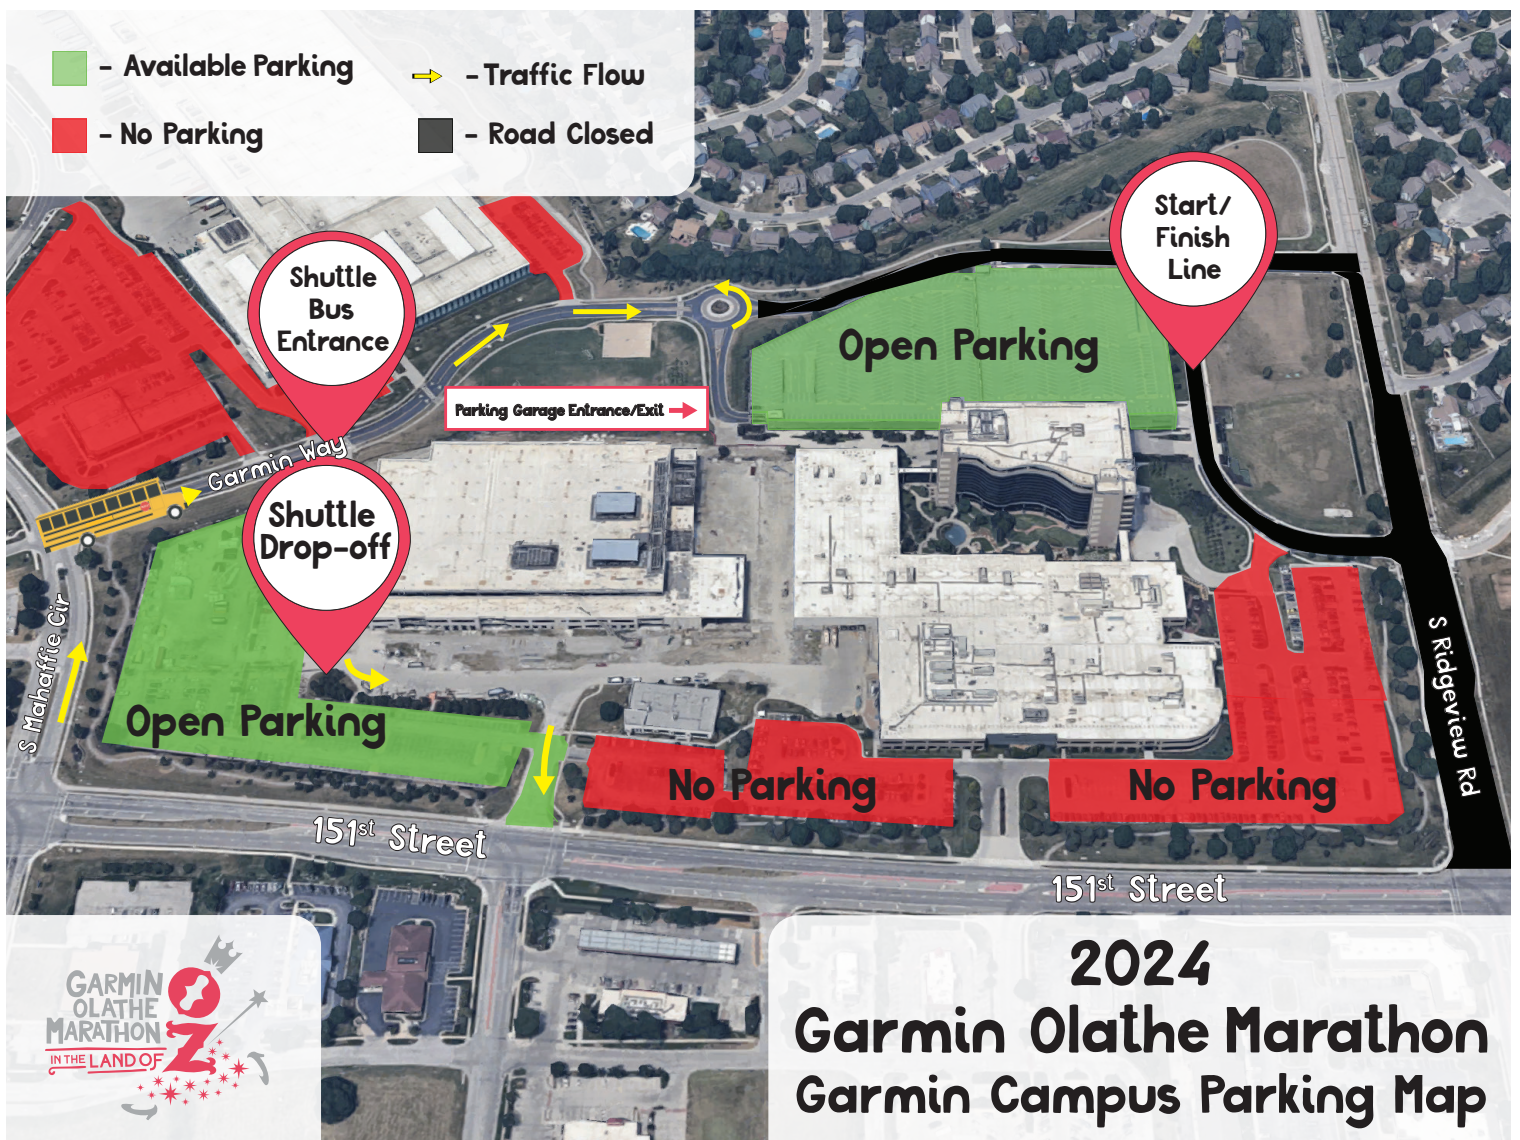 - Available Parking
- Traffic Flow
- No Parking
- Road Closed
Start/
Finish
Line
Shuttle
Bus
Entrance
Open Parking
Parking Garage Entrance/Exit
Garmin Way
Shuttle
Drop-off
S Mahaffie Cir
Open Parking
No Parking
No Parking
S Ridgeview Rd
151st Street
151st Street
GARMIN
OLATHE
MARATHON
IN THE LAND OF
OZ
2024
Garmin Olathe Marathon
Garmin Campus Parking Map